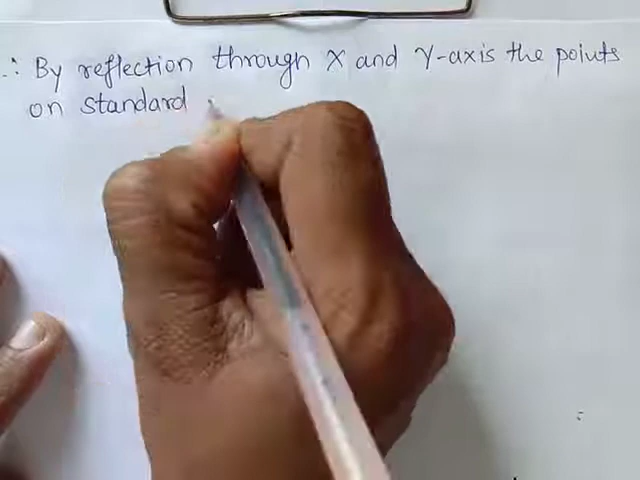 ∴ By reflection through X and Y-axis the points
on standard